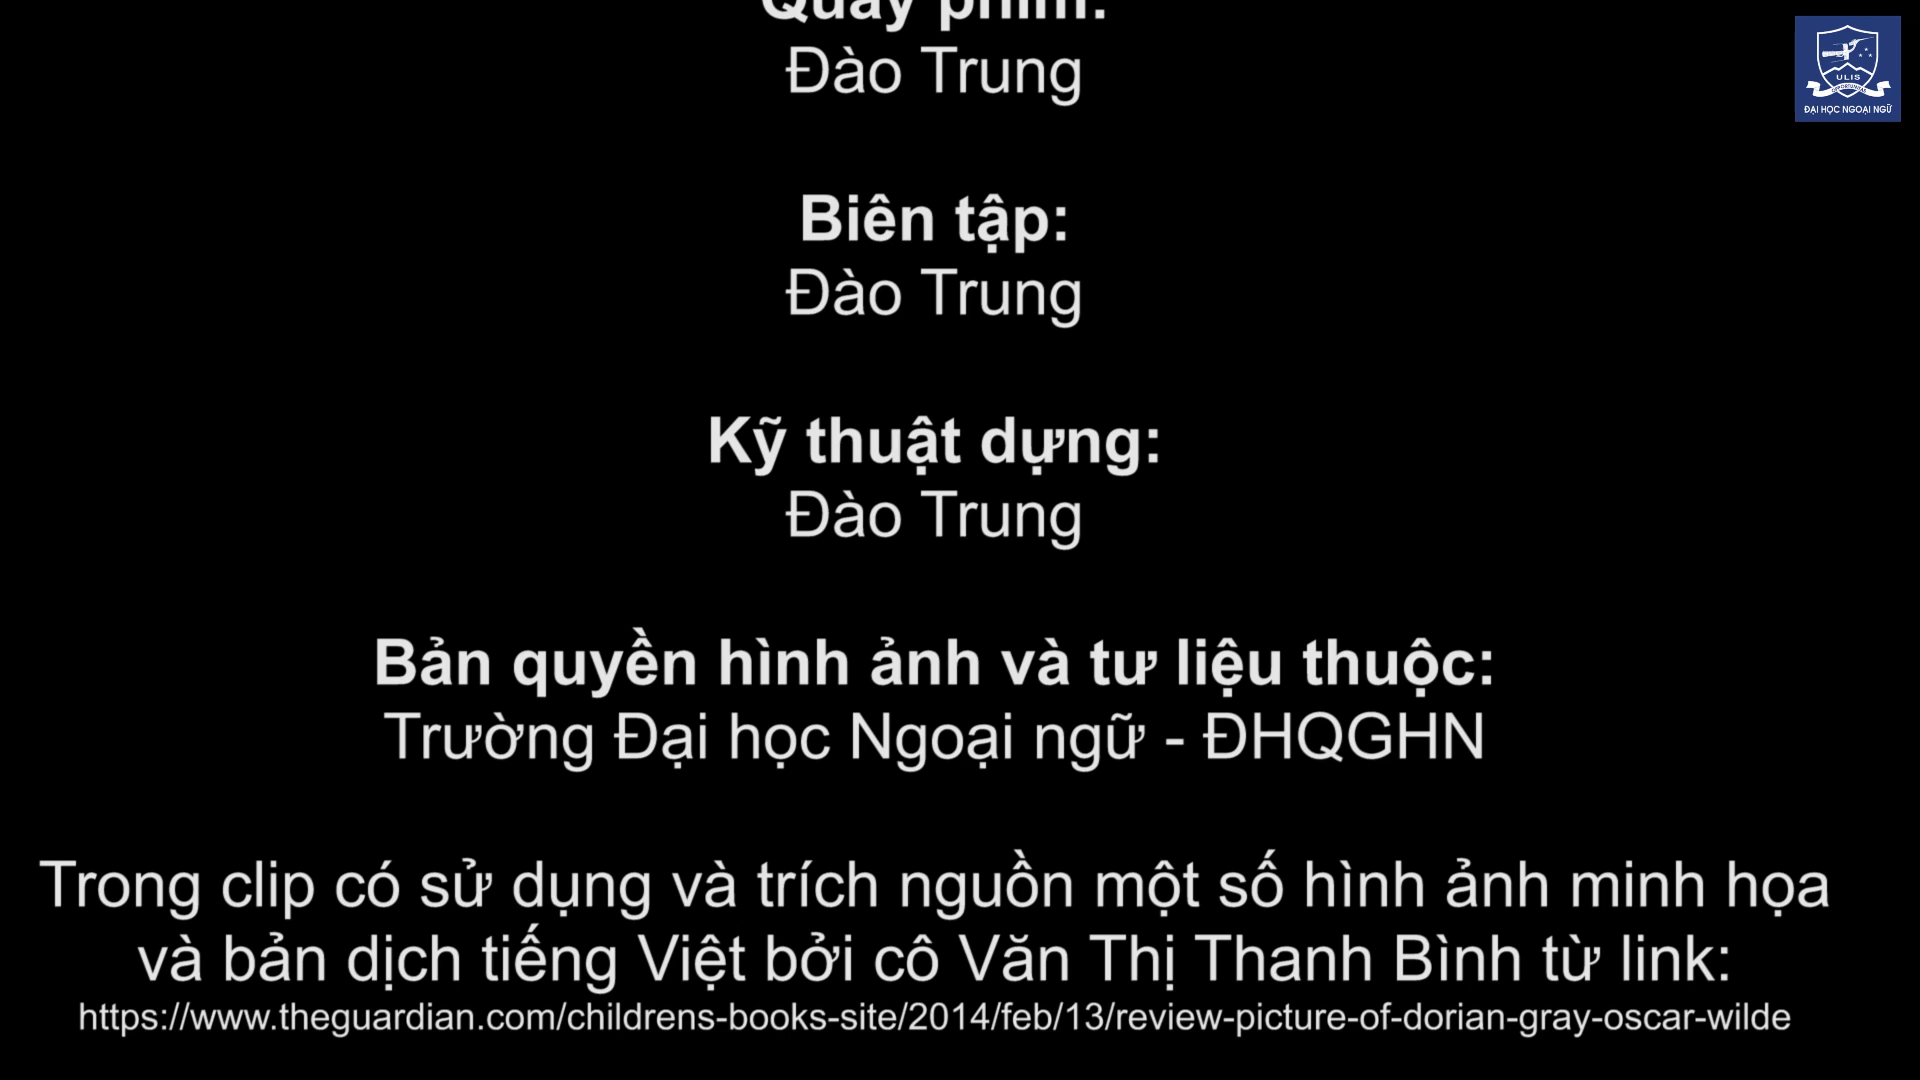 Quay phim:
Đào Trung
Biên tập:
Đào Trung
Kỹ thuật dựng:
Đào Trung
Bản quyền hình ảnh và tư liệu thuộc:
Trường Đại học Ngoại ngữ - ĐHQGHN
Trong clip có sử dụng và trích nguồn một số hình ảnh minh họa
và bản dịch tiếng Việt bởi cô Văn Thị Thanh Bình từ link:
https://www.theguardian.com/childrens-books-site/2014/feb/13/review-picture-of-dorian-gray-oscar-wilde
ULIS
ĐẠI HỌC NGOẠI NGỮ